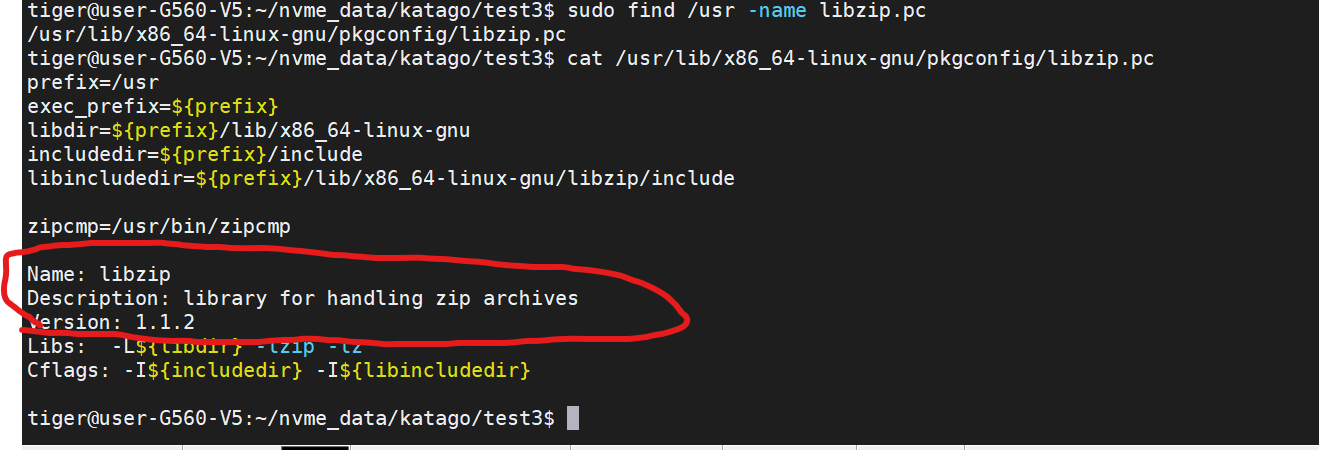 tiger@user-G560-V5:~/nvme_data/katago/test3$ sudo find /usr -name libzip.pc
/usr/lib/x86_64-linux-gnu/pkgconfig/libzip.pc
tiger@user-G560-V5:~/nvme_data/katago/test3$ cat /usr/lib/x86_64-linux-gnu/pkgconfig/libzip.pc
prefix=/usr
exec_prefix=${prefix}
libdir=${prefix}/lib/x86_64-linux-gnu
includedir=${prefix}/include
libincludedir=${prefix}/lib/x86_64-linux-gnu/libzip/include
zipcmp=/usr/bin/zipcmp
Name: libzip
Description: library for handling zip archives
Version: 1.1.2
Libs:  -L${libdir} -lzip -lz
Cflags: -I${includedir} -I${libincludedir}
tiger@user-G560-V5:~/nvme_data/katago/test3$